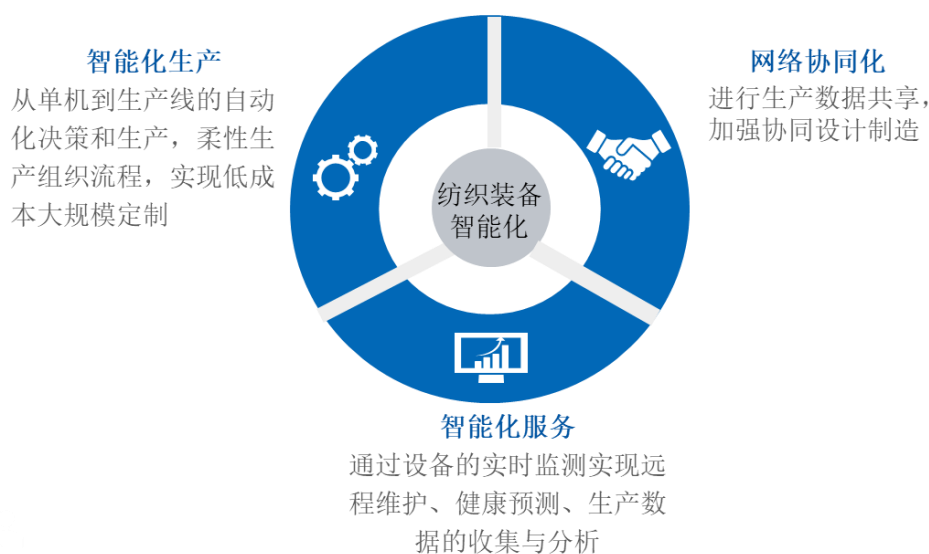 智能化生产
从单机到生产线的自动
化决策和生产，柔性生
产组织流程，实现低成
本大规模定制
网络协同化
进行生产数据共享，
加强协同设计制造
纺织装备
智能化
智能化服务
通过设备的实时监测实现远
程维护、健康预测、生产数
据的收集与分析